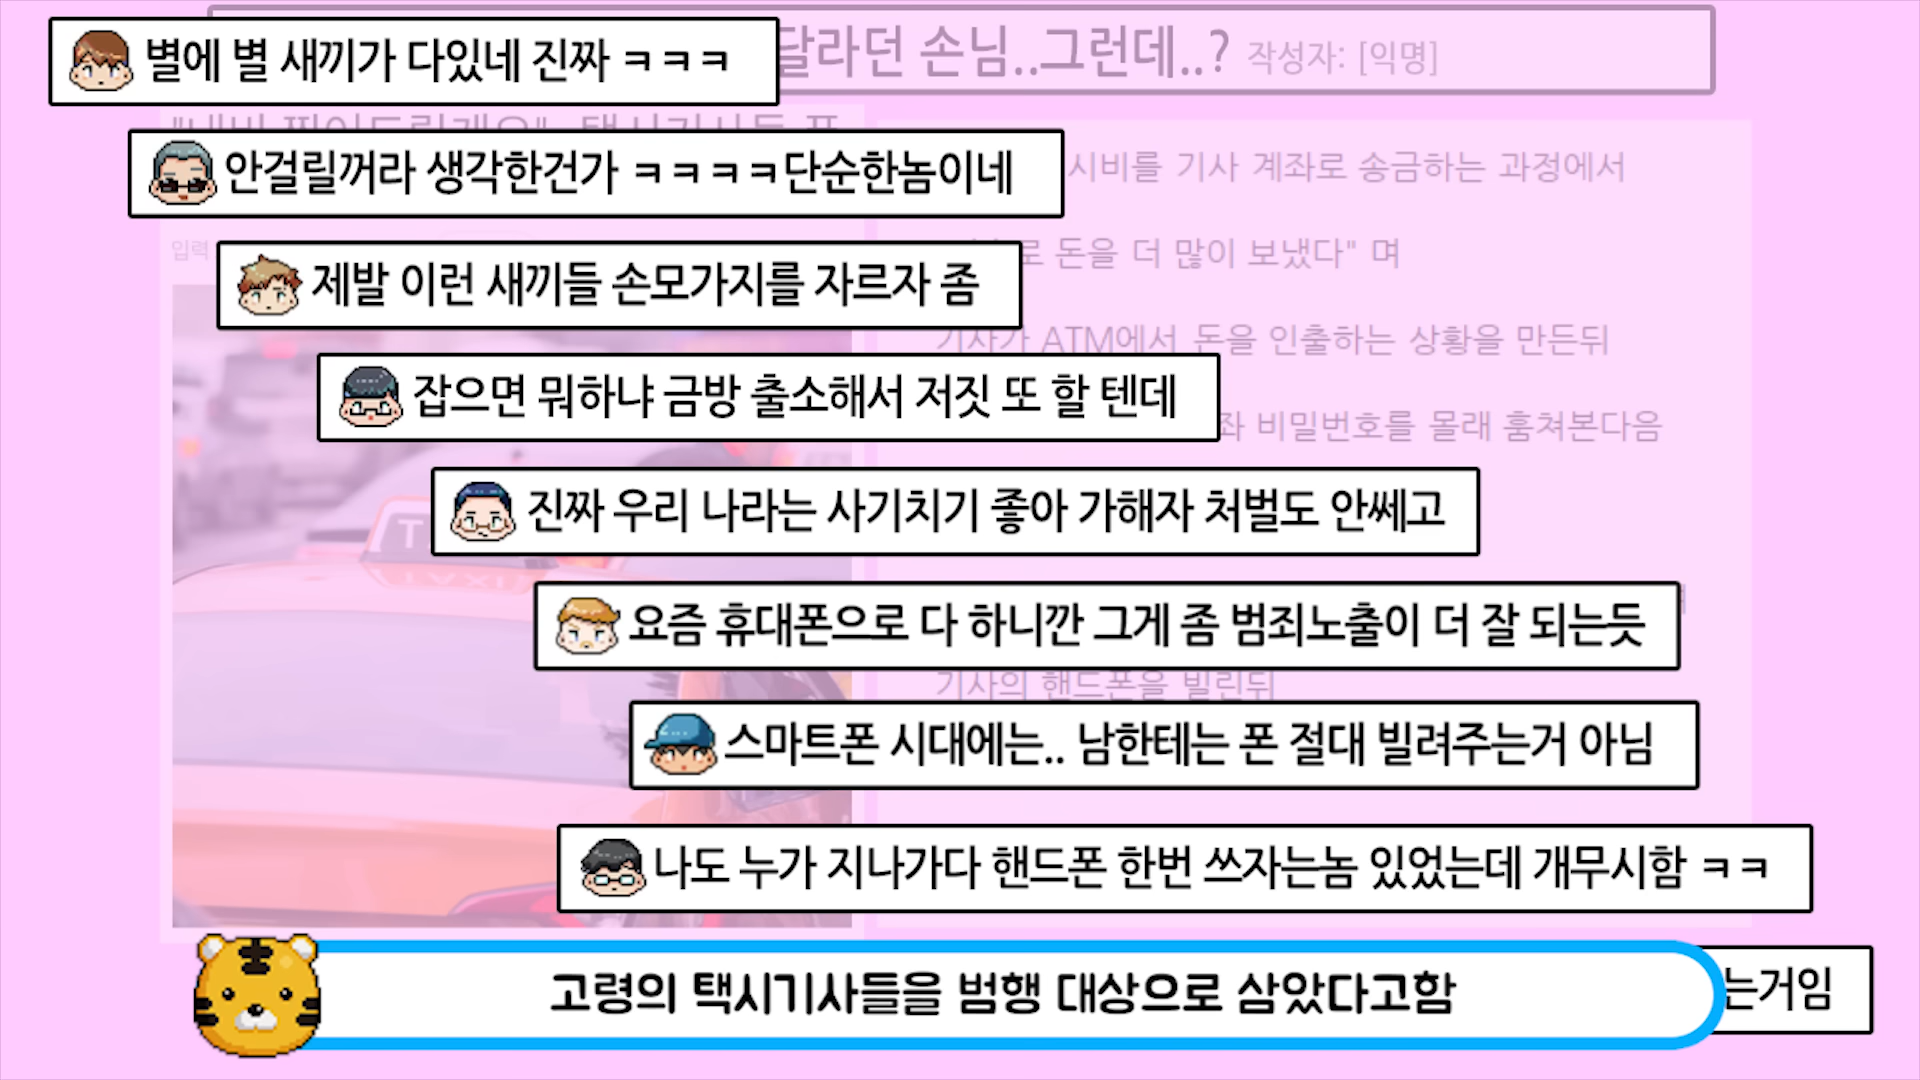 달라던 손님..그런데..? 작성자: [익명]
별에 별 새끼가 다있네 진짜 ㅋㅋㅋ
안걸릴꺼라 생각한건가 ㅋㅋㅋㅋ단순한놈이네
시비를 기사 계좌로 송금하는 과정에서
입력
돈을 더 많이 보냈다" 며
제발 이런 새끼들 손모가지를 자르자 좀
기사가 ATM에서 돈을 인출하는 상황을 만든뒤
잡으면 뭐하냐 금방 출소해서 저짓 또 할 텐데
비밀번호를 몰래 훔쳐본다음
진짜 우리 나라는 사기치기 좋아 가해자 처벌도 안쎄고
TAXI
요즘 휴대폰으로 다 하니깐 그게 좀 범죄노출이 더 잘 되는듯
기사의 핸드폰을 빌린뒤
스마트폰 시대에는.. 남한테는 폰 절대 빌려주는거 아님
나도 누가 지나가다 핸드폰 한번 쓰자는놈 있었는데 개무시함 ㅋㅋ
고령의 택시기사들을 범행 대상으로 삼았다고함
는거임